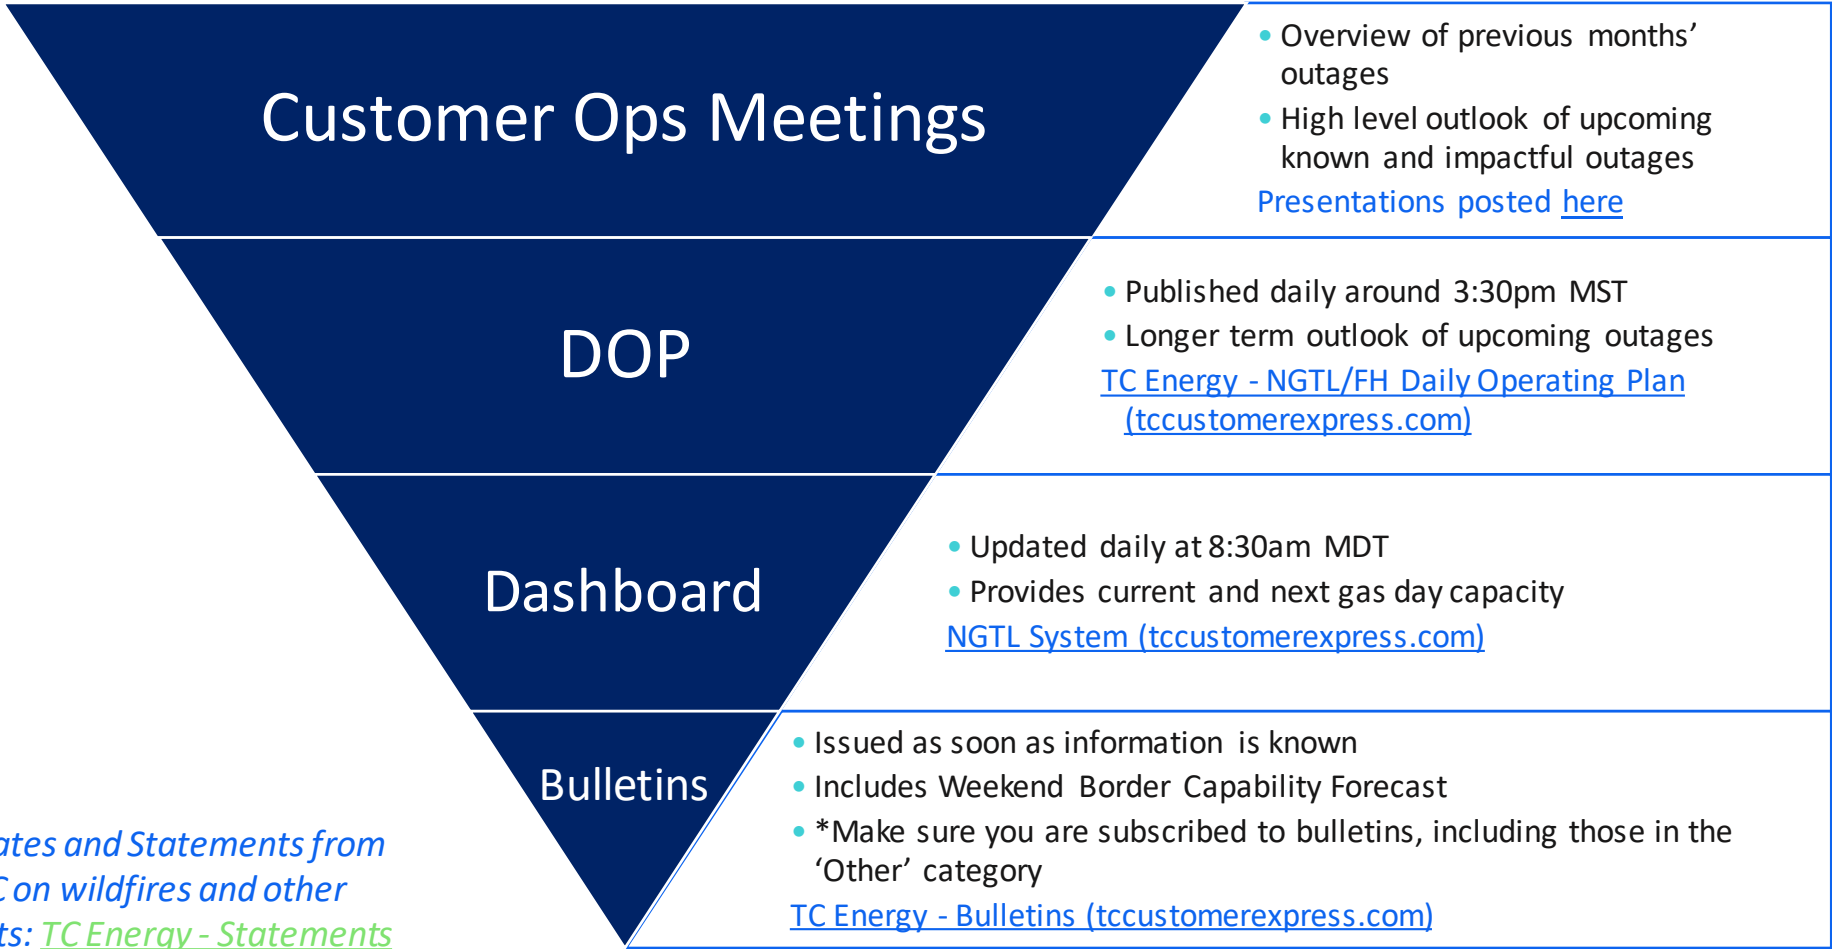 Customer Ops Meetings
• Overview of previous months’
outages
• High level outlook of upcoming
known and impactful outages
Presentations posted here
DOP
• Published daily around 3:30pm MST
• Longer term outlook of upcoming outages
TC Energy - NGTL/FH Daily Operating Plan
(tccustomerexpress.com)
Dashboard
• Updated daily at 8:30am MDT
• Provides current and next gas day capacity
NGTL System (tccustomerexpress.com)
Bulletins
• Issued as soon as information is known
• Includes Weekend Border Capability Forecast
• *Make sure you are subscribed to bulletins, including those in the
‘Other’ category
TC Energy - Bulletins (tccustomerexpress.com)
and Statements from
on wildfires and other
TC Energy - Statements